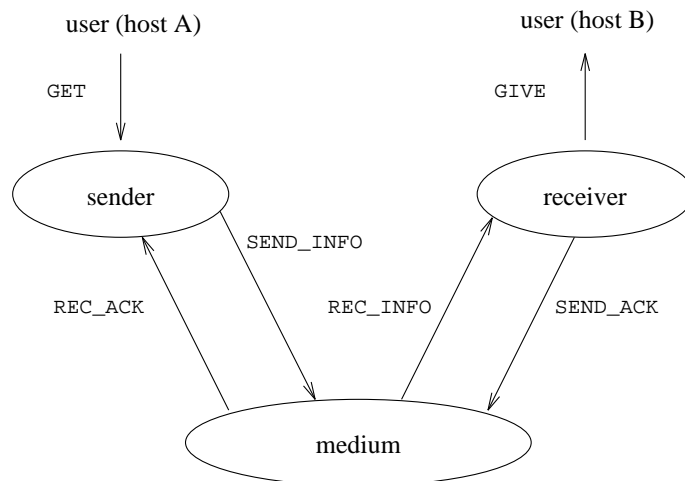 user (host A)
user (host B)
GET
GIVE
sender
receiver
SEND_INFO
REC_ACK
REC_INFO
SEND_ACK
medium